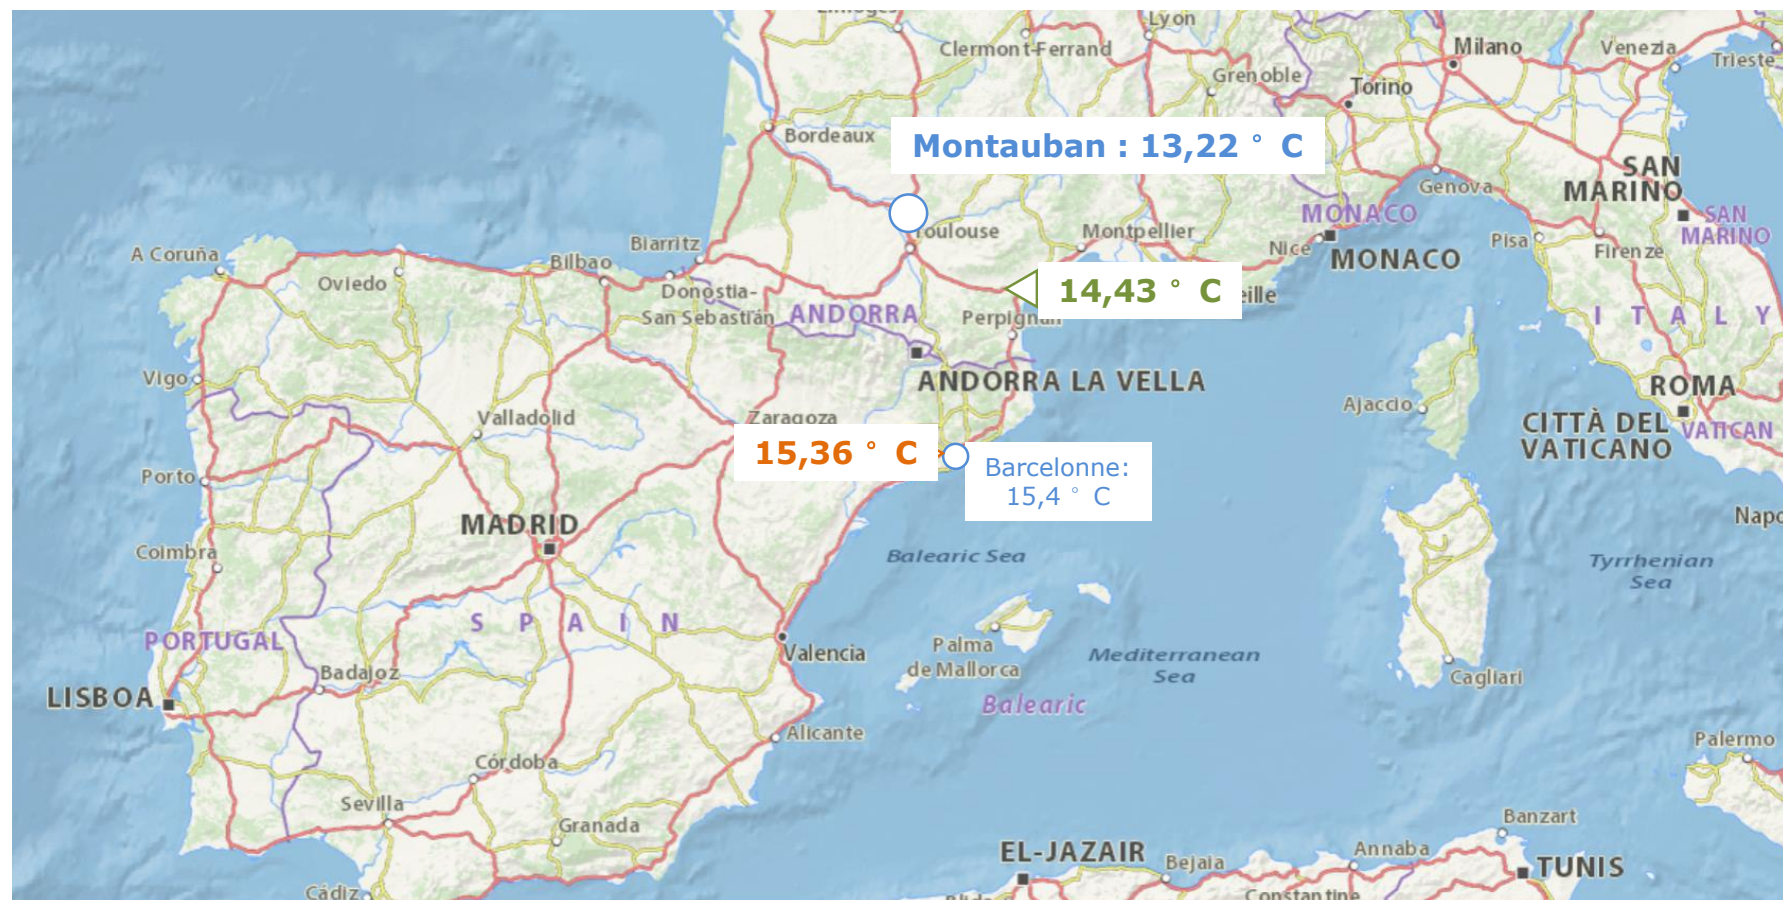 Limoges
Lyon
Clermont-Ferrand
Milano
Venezia
Trieste
Grenoble
Torino
Bordeaux
Montauban : 13,22 ° C
SAN
MARINO
Genova
MONACO
SAN
MARINO
Toulouse
Montpellier
Nice
MONACO
Pisa
Firenze
A Coruña
Biarritz
Bilbao
Oviedo
Donostia-
San Sebastián
ANDORRA
14,43 ° C
eille
Perpignan
I T A L Y
Vigo
ANDORRA LA VELLA
ROMA
Ajaccio
Valladolid
Zaragoza
CITTÀ DEL
VATICANO
VATICAN
15,36 ° C
Barcelonne:
15,4 ° C
Porto
MADRID
Napo
Coimbra
Balearic Sea
Tyrrhenian
Sea
S P A I N
PORTUGAL
Valencia
Palma
de Mallorca
Mediterranean
Sea
Badajoz
Cagliari
LISBOA
Balearic
Alicante
Palermo
Córdoba
Sevilla
Granada
Banzart
EL-JAZAIR
Bejaia
Annaba
TUNIS
Cádiz
Constantine